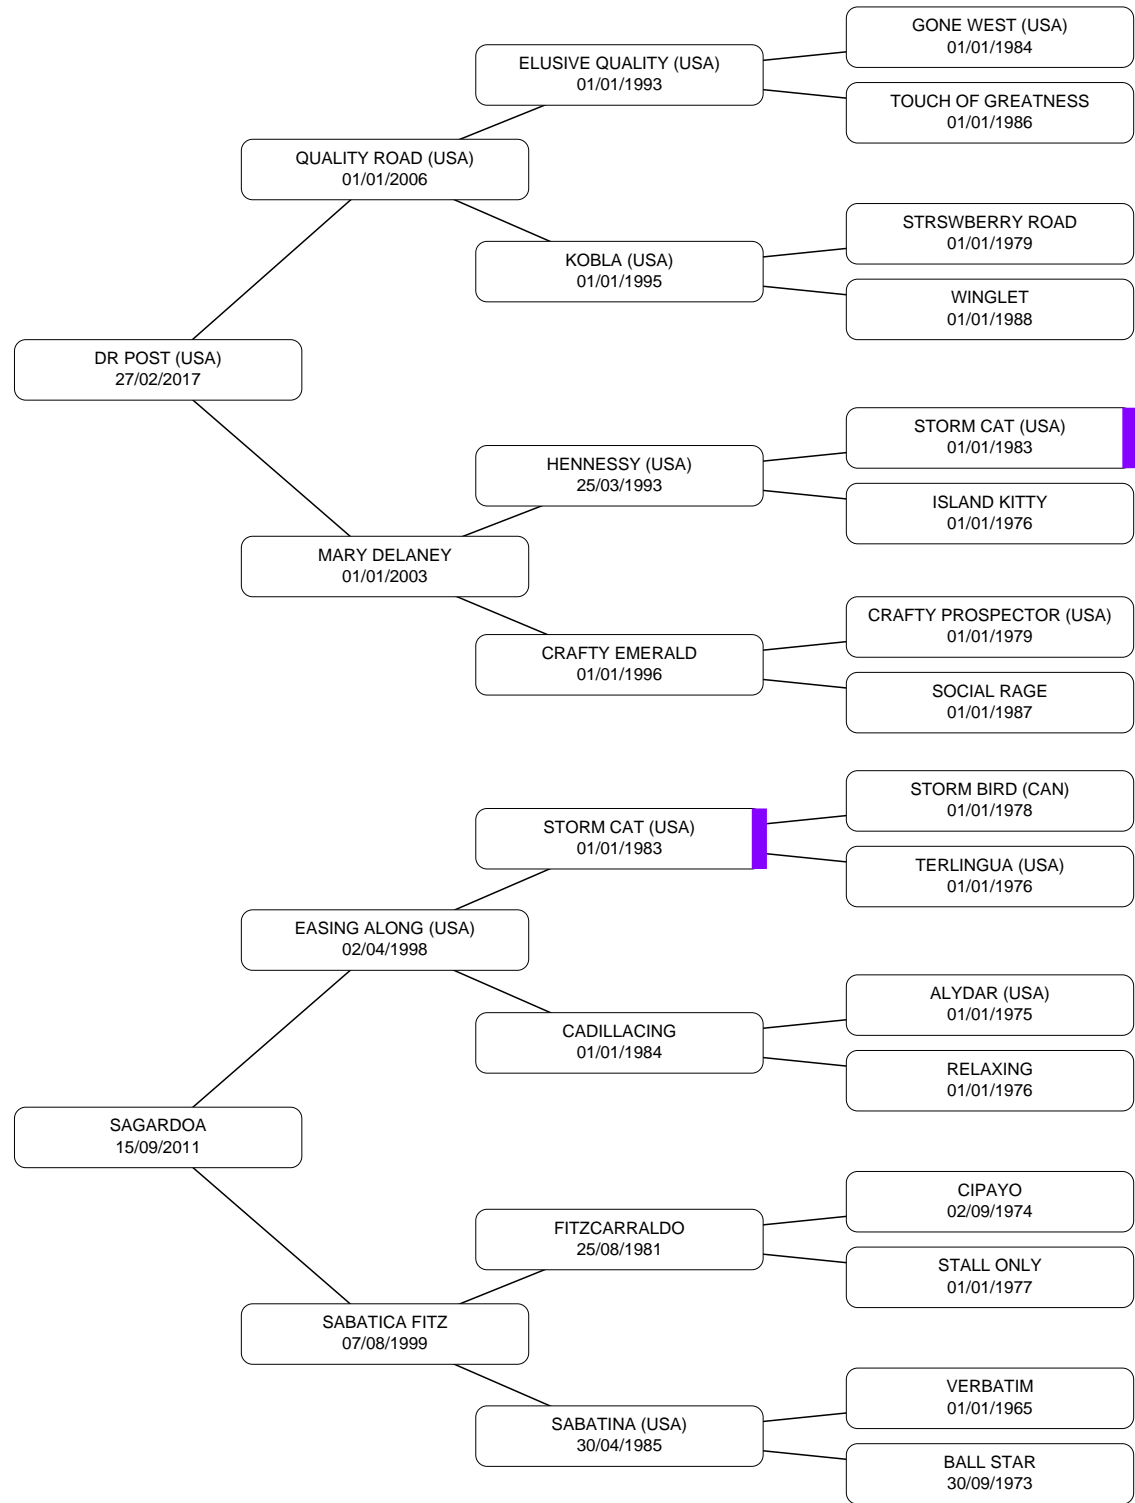 GONE WEST (USA)
01/01/1984
ELUSIVE QUALITY (USA)
01/01/1993
TOUCH OF GREATNESS
01/01/1986
QUALITY ROAD (USA)
01/01/2006
STRSWBERRY ROAD
01/01/1979
KOBLA (USA)
01/01/1995
WINGLET
01/01/1988
DR POST (USA)
27/02/2017
STORM CAT (USA)
01/01/1983
HENNESSY (USA)
25/03/1993
ISLAND KITTY
01/01/1976
MARY DELANEY
01/01/2003
CRAFTY PROSPECTOR (USA)
01/01/1979
CRAFTY EMERALD
01/01/1996
SOCIAL RAGE
01/01/1987
STORM BIRD (CAN)
01/01/1978
STORM CAT (USA)
01/01/1983
TERLINGUA (USA)
01/01/1976
EASING ALONG (USA)
02/04/1998
ALYDAR (USA)
01/01/1975
CADILLACING
01/01/1984
RELAXING
01/01/1976
SAGARDOA
15/09/2011
CIPAYO
02/09/1974
FITZCARRALDO
25/08/1981
STALL ONLY
01/01/1977
SABATICA FITZ
07/08/1999
VERBATIM
01/01/1965
SABATINA (USA)
30/04/1985
BALL STAR
30/09/1973